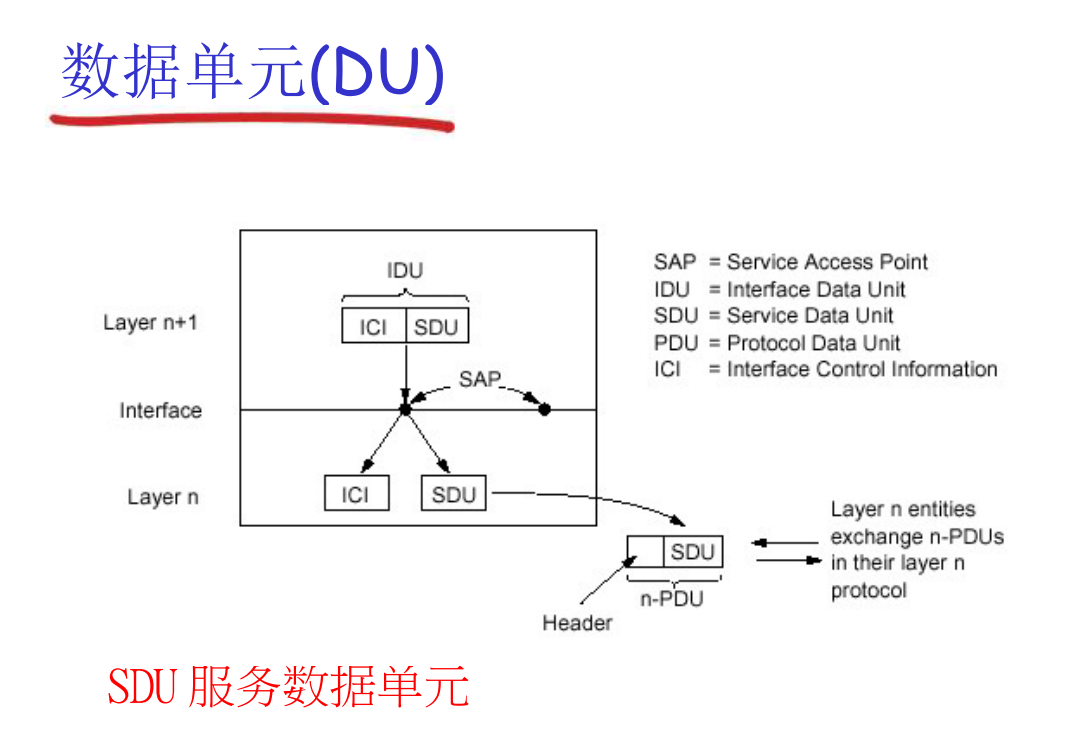 数据单元(DU)
IDU
Layer n+1
ICI
SDU
SAP
Interface
Layer n
ICI
SDU
SAP = Service Access Point
IDU = Interface Data Unit
SDU = Service Data Unit
PDU = Protocol Data Unit
ICI = Interface Control Information
SDU
n-PDU
Header
Layer n entities
exchange n-PDUs
in their layer n
protocol
SDU 服务数据单元